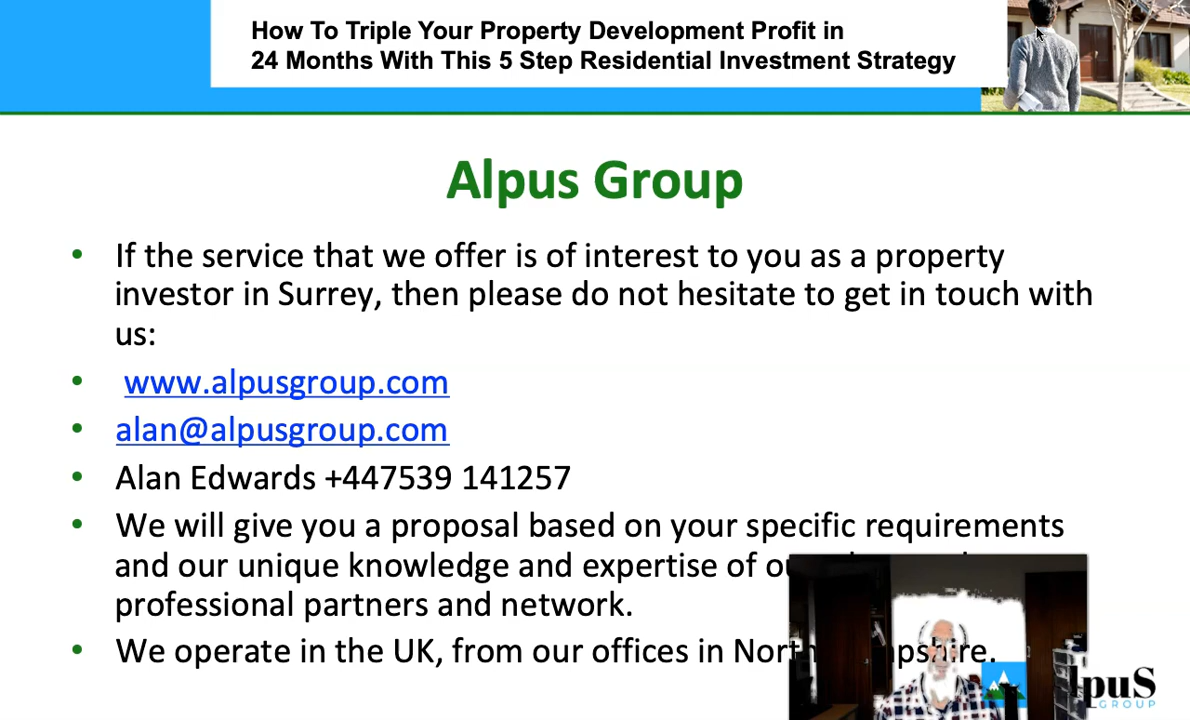 How To Triple Your Property Development Profit in
24 Months With This 5 Step Residential Investment Strategy
Alpus Group
• If the service that we offer is of interest to you as a property
investor in Surrey, then please do not hesitate to get in touch with
us:
• www.alpusgroup.com
• alan@alpusgroup.com
• Alan Edwards +447539 141257
• We will give you a proposal based on your specific requirements
and our unique knowledge and expertise of
professional partners and network.
• We operate in the UK, from our offices in North
lpuS
GROUP